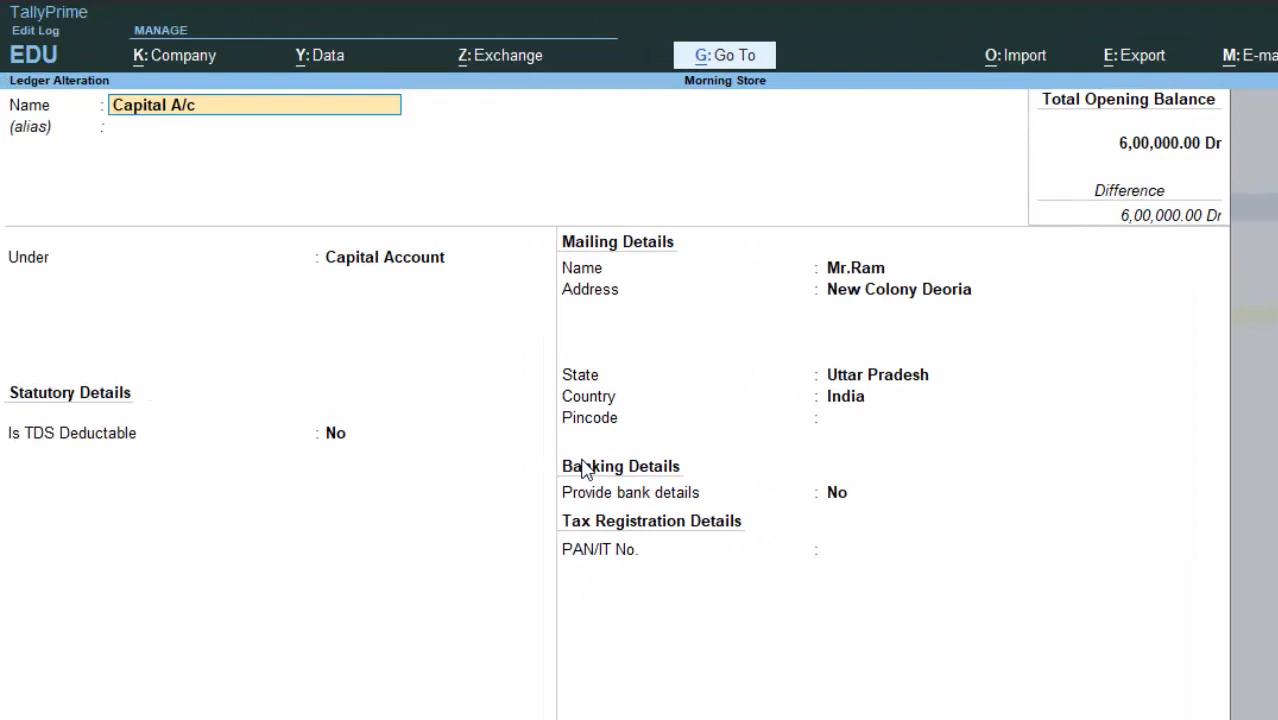 TallyPrime
Edit Log
MANAGE
EDU
K: Company
Y: Data
Z: Exchange
G: Go To
O: Import
E: Export
M: E-ma
Ledger Alteration
Morning Store
Name : Capital A/c
(alias) :
Total Opening Balance
6,00,000.00 Dr
Difference
6,00,000.00 Dr
Under : Capital Account
Statutory Details
Is TDS Deductable : No
Mailing Details
Name : Mr.Ram
Address : New Colony Deoria
State : Uttar Pradesh
Country : India
Pincode :
Banking Details
Provide bank details : No
Tax Registration Details
PAN/IT No. :